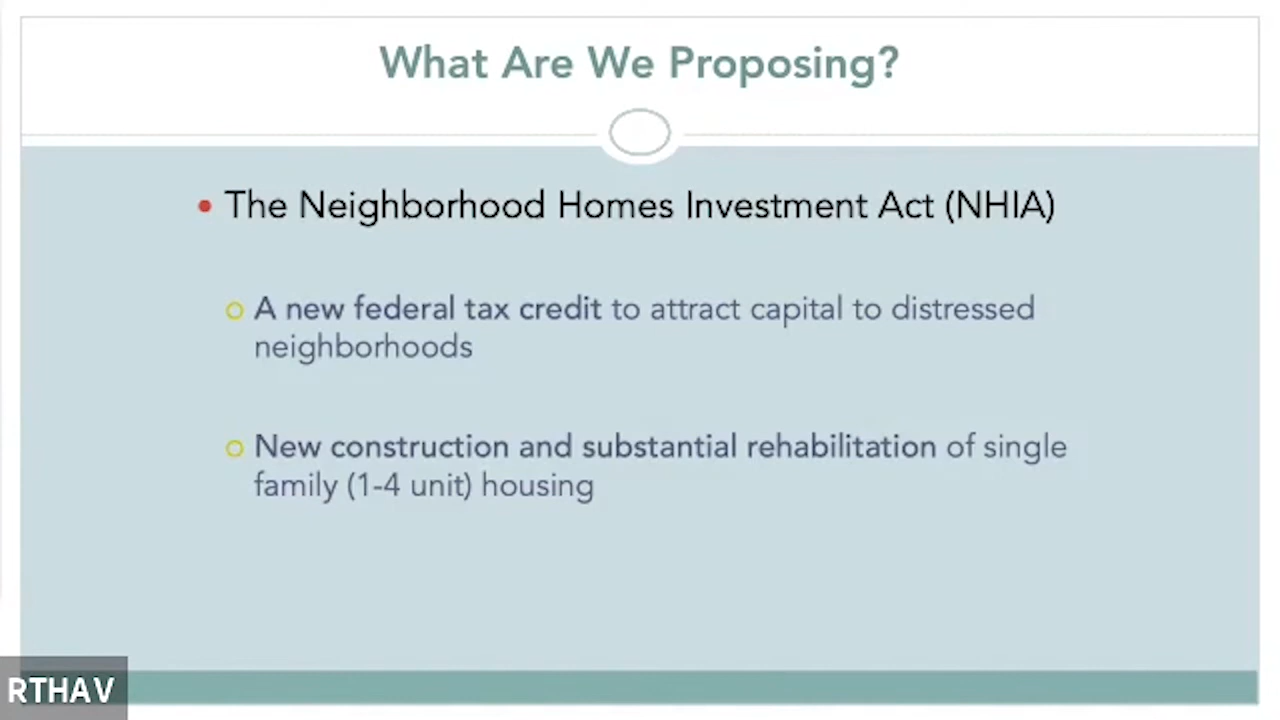 What Are We Proposing?
The Neighborhood Homes Investment Act (NHIA)
A new federal tax credit to attract capital to distressed
neighborhoods
New construction and substantial rehabilitation of single
family (1-4 unit) housing
RTHAV